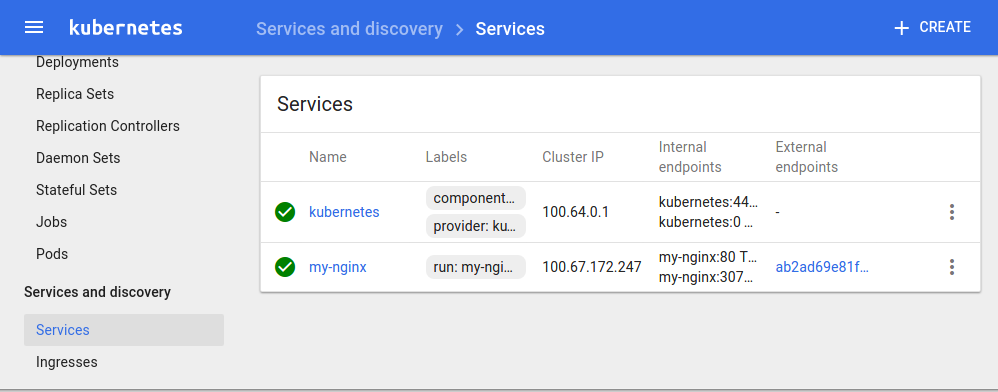 kubernetes
Services and discovery > Services
+ CREATE
Deployments
Replica Sets
Replication Controllers
Daemon Sets
Stateful Sets
Jobs
Pods
Services and discovery
Services
Ingresses
Services
Name Labels Cluster IP Internal endpoints External endpoints
kubernetes component... 100.64.0.1 kubernetes:44... -
provider: ku... kubernetes:0 ...
my-nginx run: my-ngi... 100.67.172.247 my-nginx:80 T... ab2ad69e81f...
my-nginx:307...